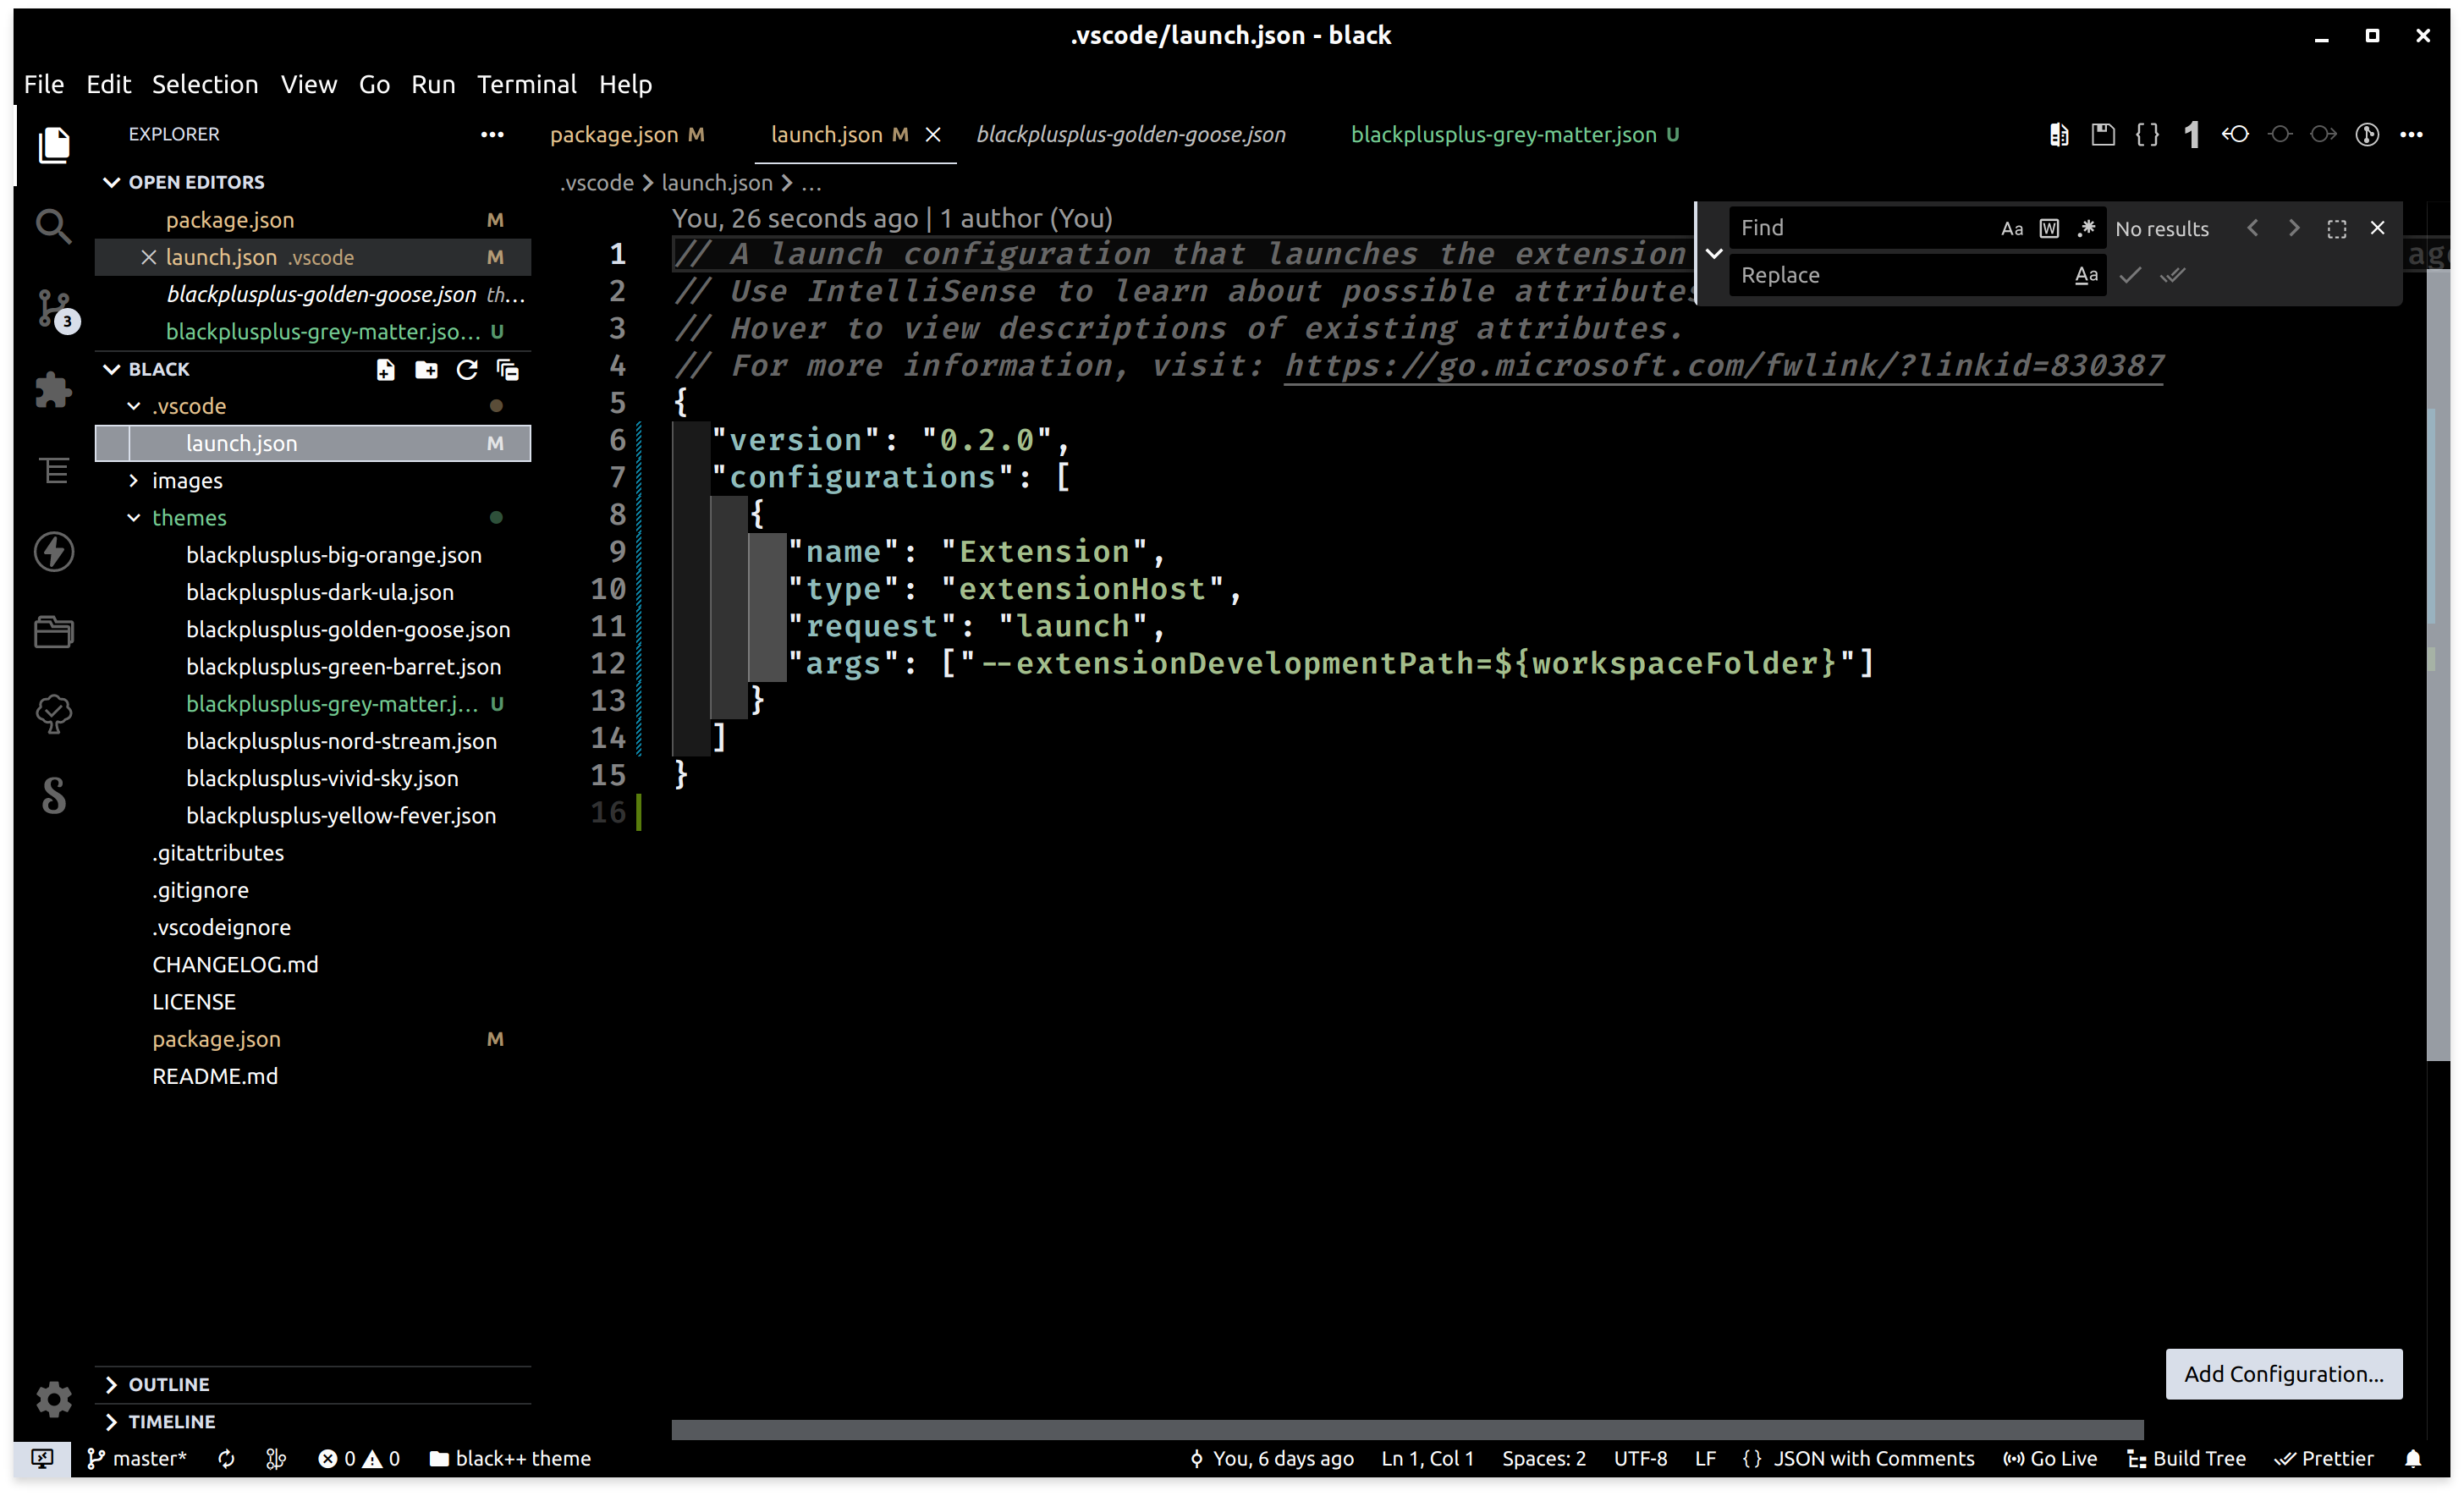 .vscode/launch.json - black
File Edit Selection View Go Run Terminal Help
EXPLORER
OPEN EDITORS
package.json M
launch.json .vscode M
blackplusplus-golden-goose.json th...
blackplusplus-grey-matter.jso... U
BLACK
.vscode
launch.json M
images
themes
blackplusplus-big-orange.json
blackplusplus-dark-ula.json
blackplusplus-golden-goose.json
blackplusplus-green-barret.json
blackplusplus-grey-matter.j... U
blackplusplus-nord-stream.json
blackplusplus-vivid-sky.json
blackplusplus-yellow-fever.json
.gitattributes
.gitignore
.vscodeignore
CHANGELOG.md
LICENSE
package.json M
README.md
OUTLINE
TIMELINE
3
package.json M launch.json M blackplusplus-golden-goose.json blackplusplus-grey-matter.json U
.vscode > launch.json > ...
You, 26 seconds ago | 1 author (You)
1 // A launch configuration that launches the extension
2 // Use IntelliSense to learn about possible attributes
3 // Hover to view descriptions of existing attributes.
4 // For more information, visit: https://go.microsoft.com/fwlink/?linkid=830387
5 {
6 "version": "0.2.0",
7 "configurations": [
8 {
9 "name": "Extension",
10 "type": "extensionHost",
11 "request": "launch",
12 "args": ["--extensionDevelopmentPath=${workspaceFolder}"]
13 }
14 ]
15 }
16
Find Aa W .* No results
Replace Aa
Add Configuration...
master* 0 0 black++ theme You, 6 days ago Ln 1, Col 1 Spaces: 2 UTF-8 LF {} JSON with Comments Go Live Build Tree Prettier